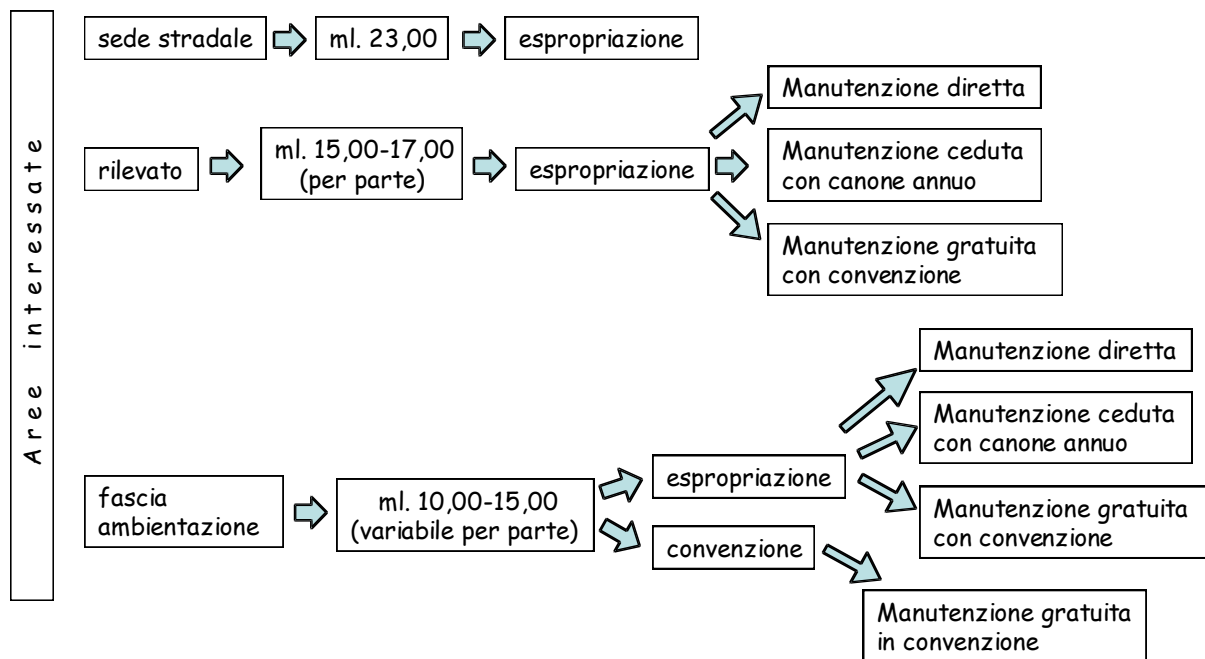 Aree interessate
sede stradale
ml. 23,00
espropriazione
rilevato
ml. 15,00-17,00
(per parte)
espropriazione
Manutenzione diretta
Manutenzione ceduta
con canone annuo
Manutenzione gratuita
con convenzione
fascia
ambientazione
ml. 10,00-15,00
(variabile per parte)
espropriazione
Manutenzione diretta
Manutenzione ceduta
con canone annuo
Manutenzione gratuita
con convenzione
convenzione
Manutenzione gratuita
in convenzione